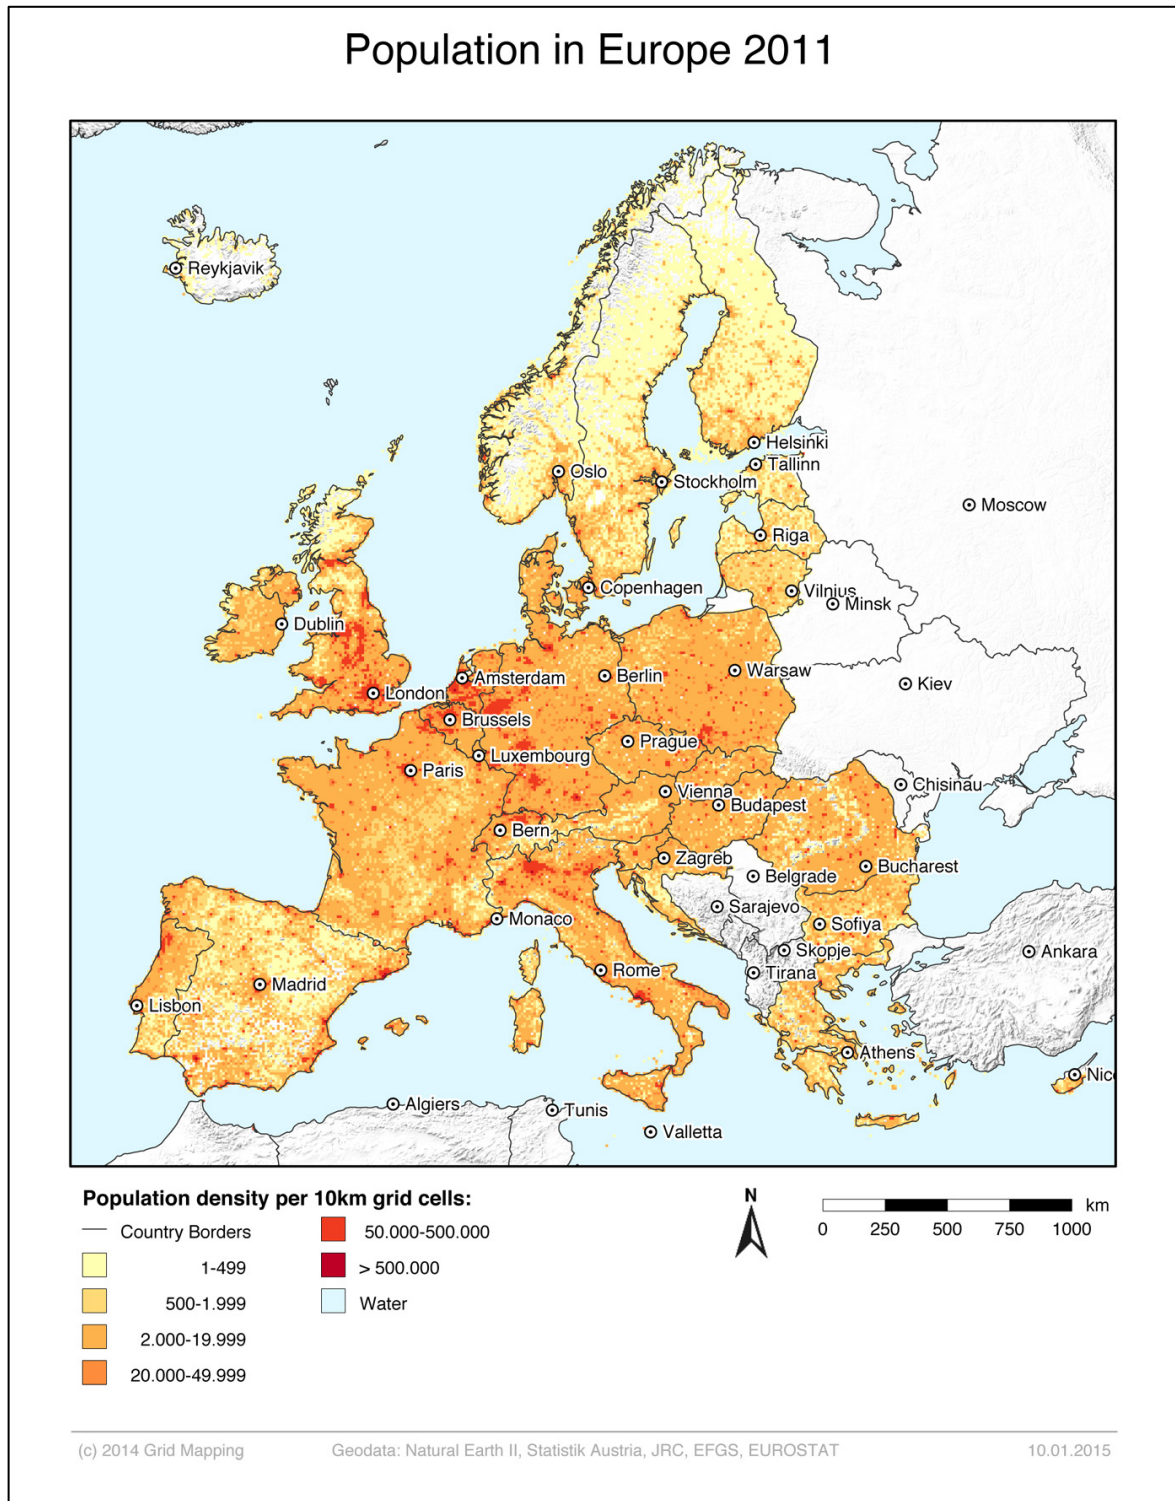 Population in Europe 2011
Reykjavik
Helsinki
Tallinn
Oslo
Stockholm
Moscow
Riga
Copenhagen
Vilnius
Minsk
Dublin
Amsterdam
Berlin
Warsaw
Kiev
London
Brussels
Prague
Luxembourg
Paris
Chisinau
Vienna
Budapest
Bern
Zagreb
Bucharest
Belgrade
Sarajevo
Monaco
Sofiya
Skopje
Ankara
Rome
Tirana
Madrid
Lisbon
Athens
Nic
Algiers
Tunis
Valletta
Population density per 10km grid cells:
Country Borders
1-499
500-1.999
2.000-19.999
20.000-49.999
50.000-500.000
> 500.000
Water
N
km
0 250 500 750 1000
(c) 2014 Grid Mapping Geodata: Natural Earth II, Statistik Austria, JRC, EFGS, EUROSTAT 10.01.2015